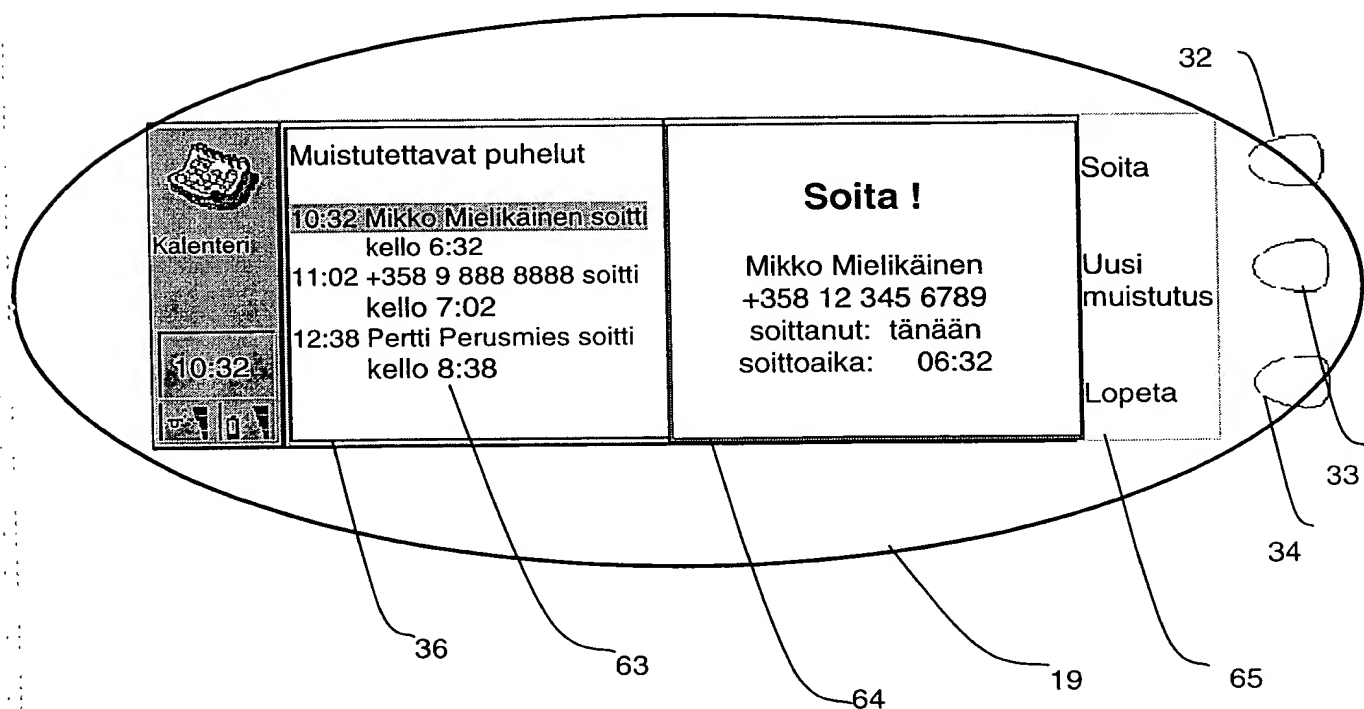 Kalenteri
10:32
Muistutettavat puhelut
10:32 Mikko Mielikäinen soitti
kello 6:32
11:02 +358 9 888 8888 soitti
kello 7:02
12:38 Pertti Perusmies soitti
kello 8:38
Soita !
Mikko Mielikäinen
+358 12 345 6789
soittanut: tänään
soittoaika: 06:32
Soita
Uusi
muistutus
Lopeta
32
33
34
36
63
64
19
65